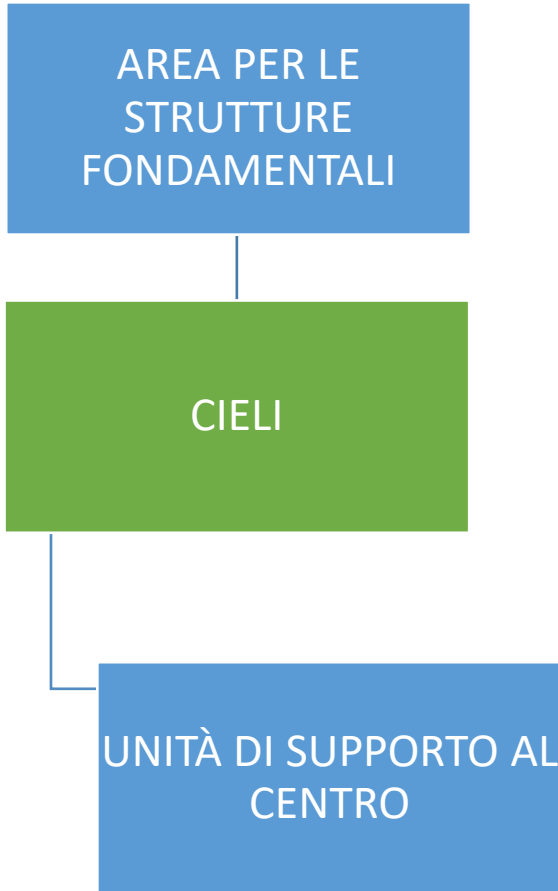 AREA PER LE
STRUTTURE
FONDAMENTALI
CIELI
UNITÀ DI SUPPORTO AL
CENTRO